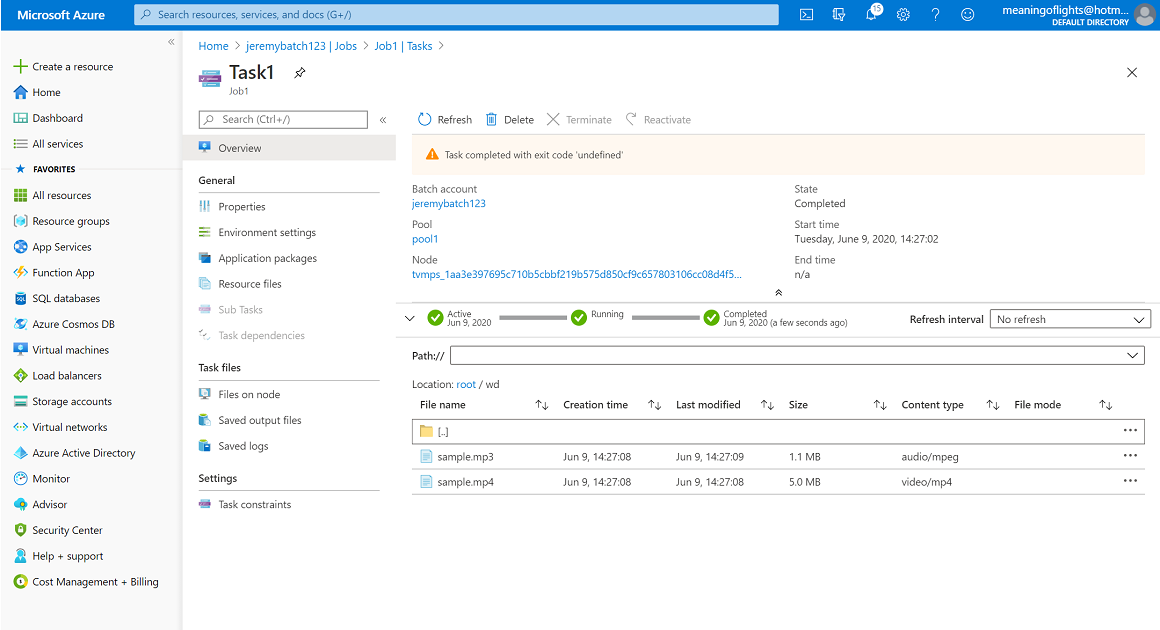 Microsoft Azure
Search resources, services, and docs (G+/)
15
meaningoflights@hotm...
DEFAULT DIRECTORY
«
Create a resource
Home
Dashboard
All services
FAVORITES
All resources
Resource groups
App Services
Function App
SQL databases
Azure Cosmos DB
Virtual machines
Load balancers
Storage accounts
Virtual networks
Azure Active Directory
Monitor
Advisor
Security Center
Help + support
Cost Management + Billing
Home > jeremybatch123 | Jobs > Job1 | Tasks >
Task1
Job1
Search (Ctrl+/)
«
Overview
General
Properties
Environment settings
Application packages
Resource files
Sub Tasks
Task dependencies
Task files
Files on node
Saved output files
Saved logs
Settings
Task constraints
Refresh Delete Terminate Reactivate
Task completed with exit code 'undefined'
Batch account
jeremybatch123
Pool
pool1
Node
tvmps_1aa3e397695c710b5cbbf219b575d850cf9c657803106cc08d4f5...
State
Completed
Start time
Tuesday, June 9, 2020, 14:27:02
End time
n/a
Active
Jun 9, 2020
Running
Completed
Jun 9, 2020 (a few seconds ago)
Refresh interval No refresh
Path://
Location: root / wd
File name Creation time Last modified Size Content type File mode
[..] •••
sample.mp3 Jun 9, 14:27:08 Jun 9, 14:27:09 1.1 MB audio/mpeg •••
sample.mp4 Jun 9, 14:27:08 Jun 9, 14:27:08 5.0 MB video/mp4 •••